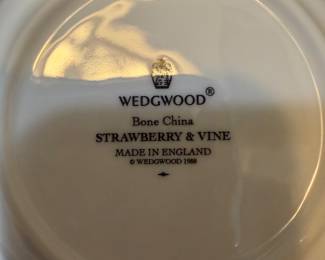 WEDGWOOD®
Bone China
STRAWBERRY & VINE
MADE IN ENGLAND
© WEDGWOOD 1988